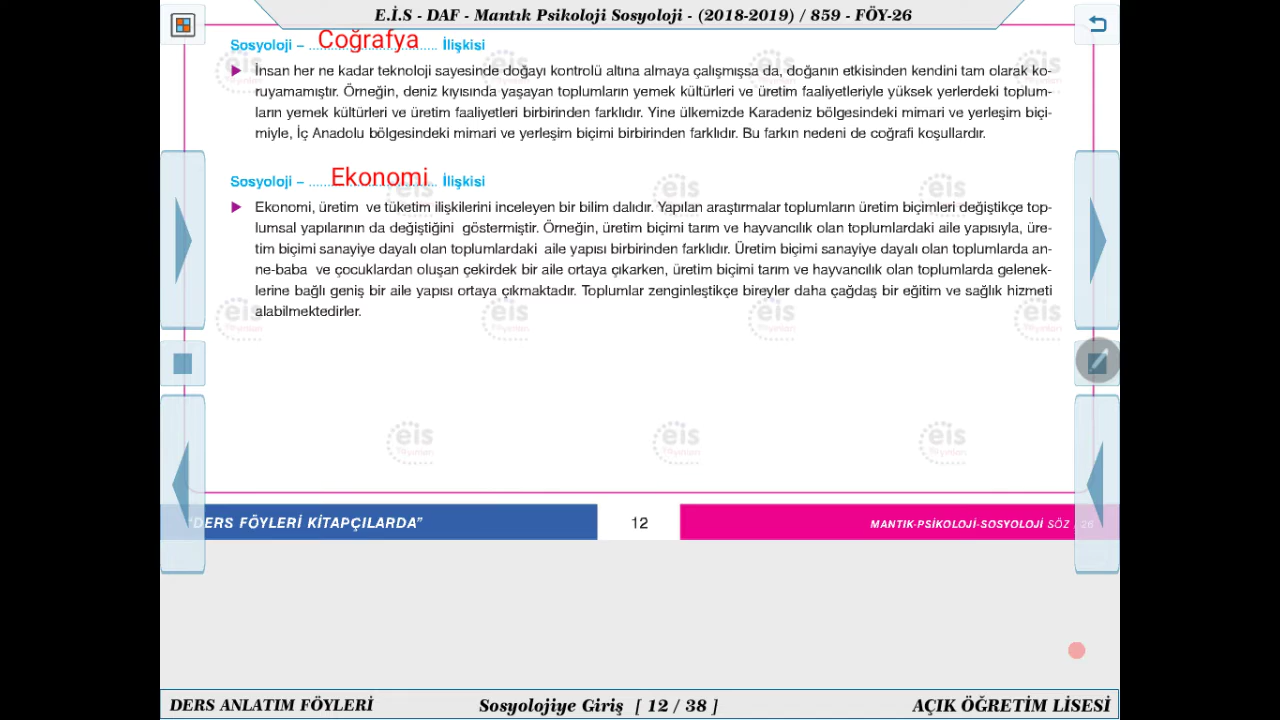 E.İ.S - DAF - Mantık Psikoloji Sosyoloji - (2018-2019) / 859 - FÖY-26
Sosyoloji – ....Coğrafya.... İlişkisi
İnsan her ne kadar teknoloji sayesinde doğayı kontrolü altına almaya çalışmışsa da, doğanın etkisinden kendini tam olarak ko-
ruyamamıştır. Örneğin, deniz kıyısında yaşayan toplumların yemek kültürleri ve üretim faaliyetleriyle yüksek yerlerdeki toplum-
ların yemek kültürleri ve üretim faaliyetleri birbirinden farklıdır. Yine ülkemizde Karadeniz bölgesindeki mimari ve yerleşim biçi-
miyle, İç Anadolu bölgesindeki mimari ve yerleşim biçimi birbirinden farklıdır. Bu farkın nedeni de coğrafi koşullardır.
Sosyoloji – ....Ekonomi.... İlişkisi
Ekonomi, üretim ve tüketim ilişkilerini inceleyen bir bilim dalıdır. Yapılan araştırmalar toplumların üretim biçimleri değiştikçe top-
lumsal yapılarının da değiştiğini göstermiştir. Örneğin, üretim biçimi tarım ve hayvancılık olan toplumlardaki aile yapısıyla, üre-
tim biçimi sanayiye dayalı olan toplumlardaki aile yapısı birbirinden farklıdır. Üretim biçimi sanayiye dayalı olan toplumlarda an-
ne-baba ve çocuklardan oluşan çekirdek bir aile ortaya çıkarken, üretim biçimi tarım ve hayvancılık olan toplumlarda gelenek-
lerine bağlı geniş bir aile yapısı ortaya çıkmaktadır. Toplumlar zenginleştikçe bireyler daha çağdaş bir eğitim ve sağlık hizmeti
alabilmektedirler.
"DERS FÖYLERİ KİTAPÇILARDA"
12
MANTIK-PSİKOLOJİ-SOSYOLOJİ SÖZ / 26
DERS ANLATIM FÖYLERİ
Sosyolojiye Giriş [ 12 / 38 ]
AÇIK ÖĞRETİM LİSESİ